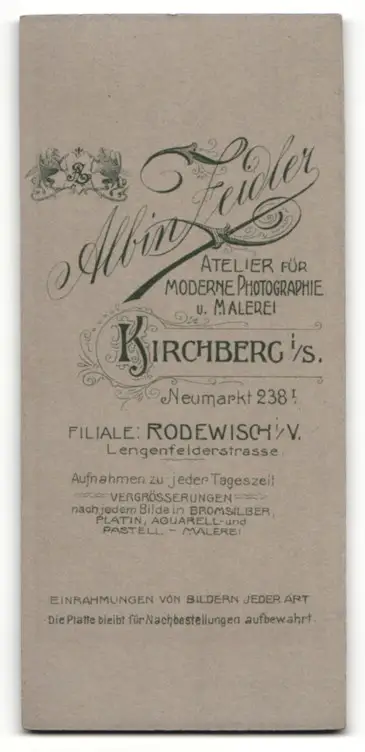 Albin Zeidler
ATELIER FÜR
MODERNE PHOTOGRAPHIE
U. MALEREI
KIRCHBERG i/S.
Neumarkt 238 I.
FILIALE: RODEWISCH i/V.
Lengenfelderstrasse
Aufnahmen zu jeder Tageszeit
VERGRÖSSERUNGEN
nach jedem Bilde in BROMSILBER,
PLATIN, AQUARELL- und
PASTELL - MALEREI
EINRAHMUNGEN VON BILDERN JEDER ART
Die Platte bleibt für Nachbestellungen aufbewahrt.